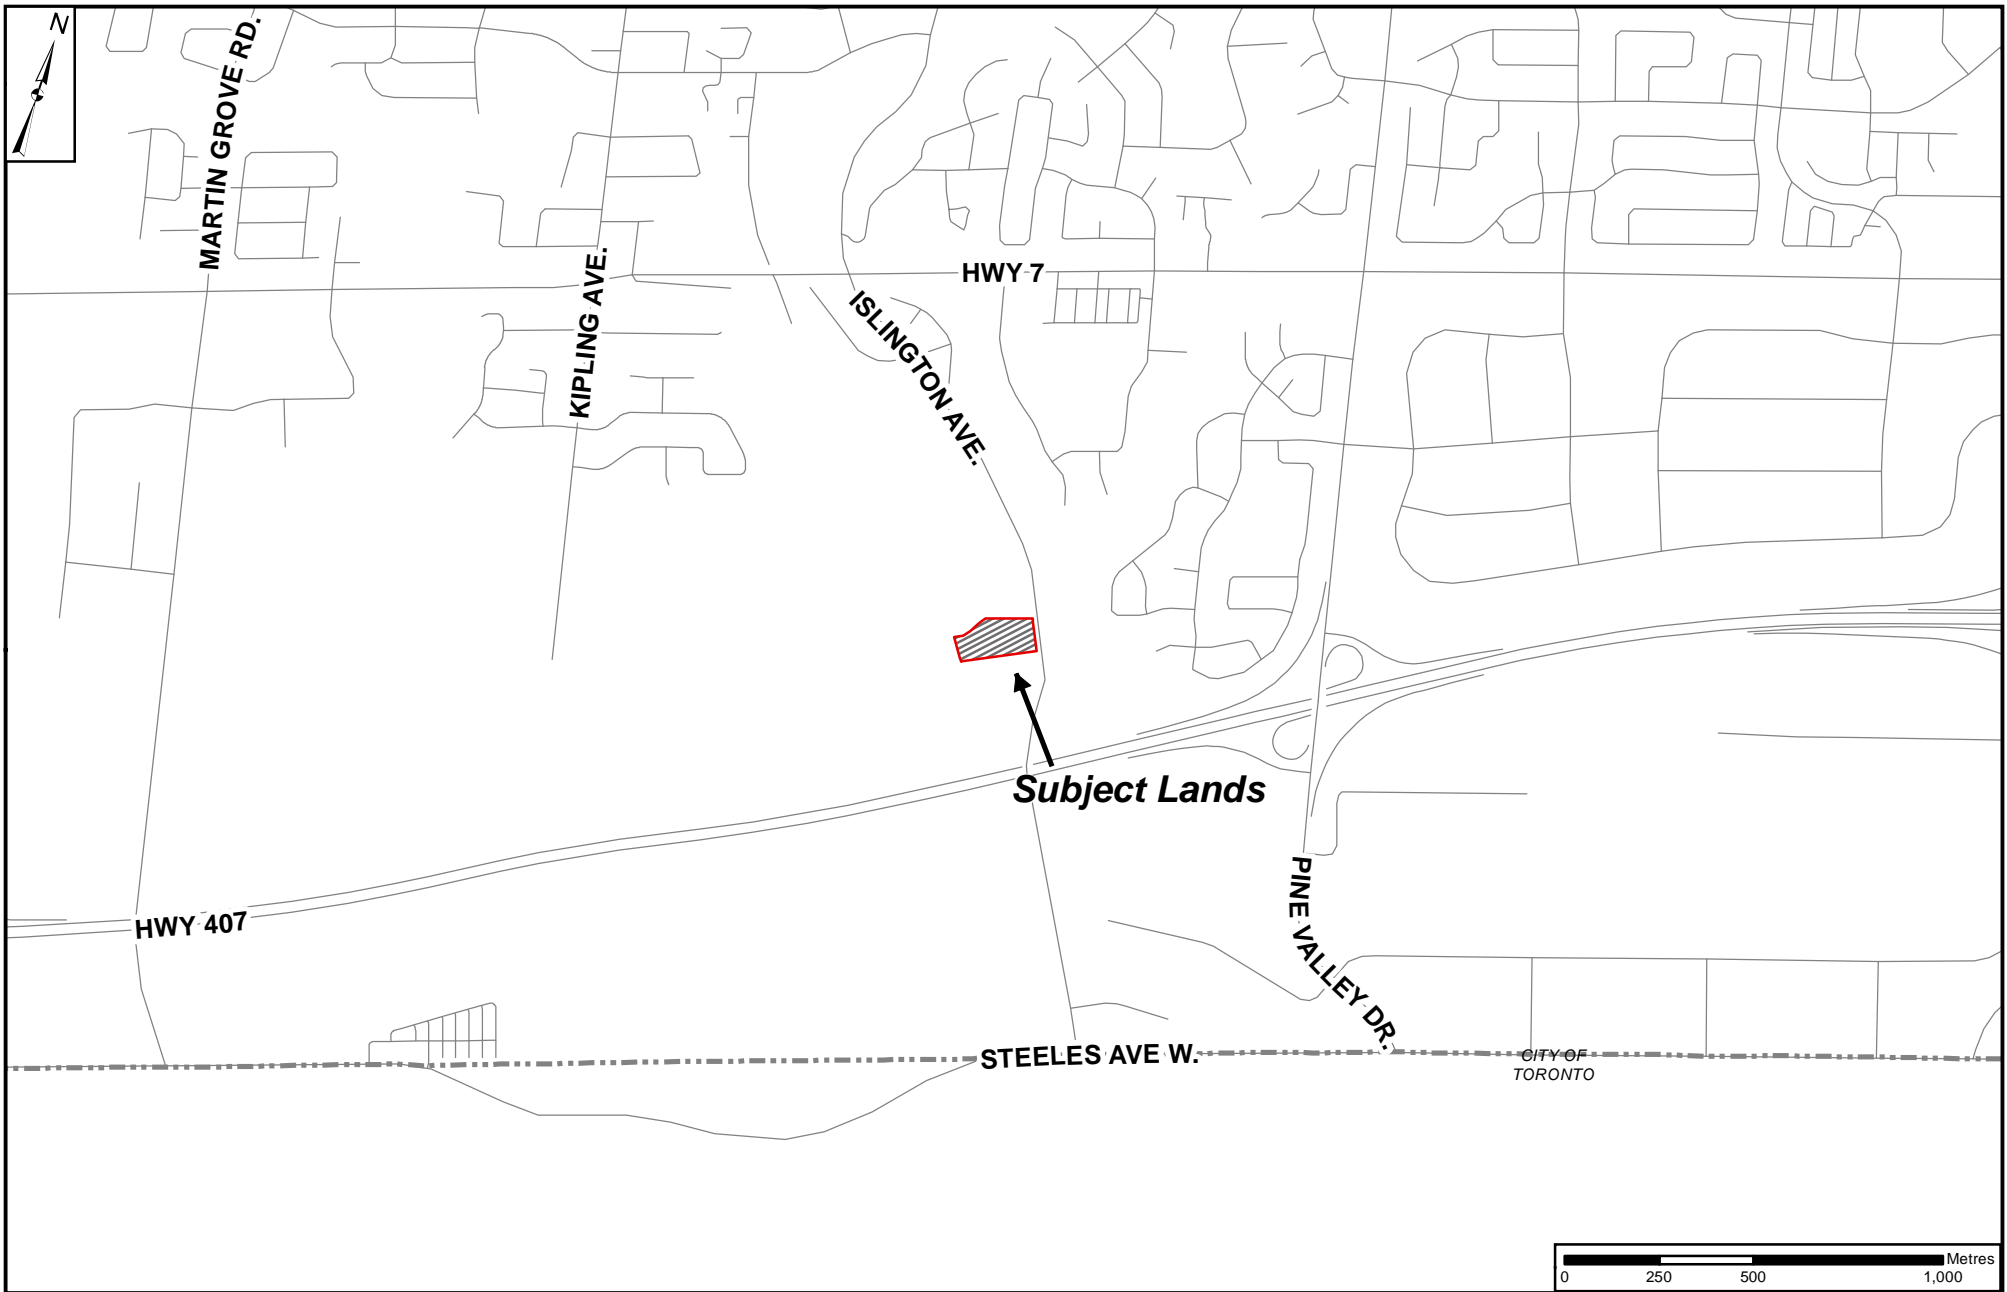 N
MARTIN GROVE RD.
KIPLING AVE.
HWY 7
ISLINGTON AVE.
Subject Lands
PINE VALLEY DR.
HWY 407
STEELES AVE W.
CITY OF
TORONTO
Metres
0 250 500 1,000